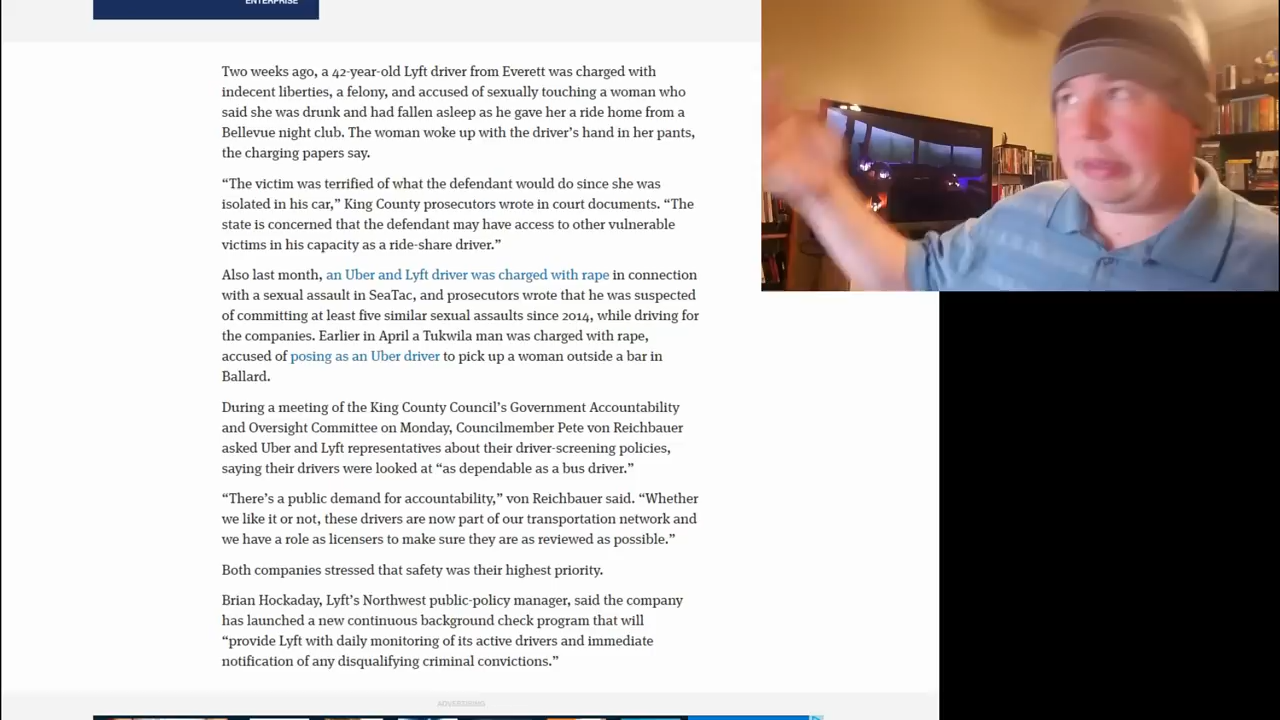 ENTERPRISE
Two weeks ago, a 42-year-old Lyft driver from Everett was charged with
indecent liberties, a felony, and accused of sexually touching a woman who
said she was drunk and had fallen asleep as he gave her a ride home from a
Bellevue night club. The woman woke up with the driver’s hand in her pants,
the charging papers say.
“The victim was terrified of what the defendant would do since she was
isolated in his car,” King County prosecutors wrote in court documents. “The
state is concerned that the defendant may have access to other vulnerable
victims in his capacity as a ride-share driver.”
Also last month, an Uber and Lyft driver was charged with rape in connection
with a sexual assault in SeaTac, and prosecutors wrote that he was suspected
of committing at least five similar sexual assaults since 2014, while driving for
the companies. Earlier in April a Tukwila man was charged with rape,
accused of posing as an Uber driver to pick up a woman outside a bar in
Ballard.
During a meeting of the King County Council’s Government Accountability
and Oversight Committee on Monday, Councilmember Pete von Reichbauer
asked Uber and Lyft representatives about their driver-screening policies,
saying their drivers were looked at “as dependable as a bus driver.”
“There’s a public demand for accountability,” von Reichbauer said. “Whether
we like it or not, these drivers are now part of our transportation network and
we have a role as licensers to make sure they are as reviewed as possible.”
Both companies stressed that safety was their highest priority.
Brian Hockaday, Lyft’s Northwest public-policy manager, said the company
has launched a new continuous background check program that will
“provide Lyft with daily monitoring of its active drivers and immediate
notification of any disqualifying criminal convictions.”
ADVERTISING